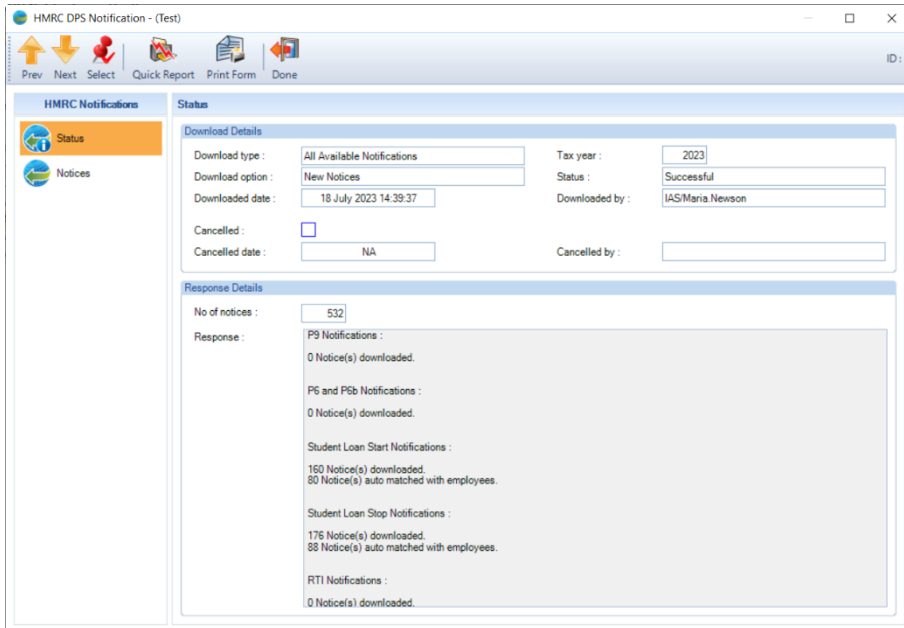 HMRC DPS Notification - (Test)
Prev Next Select Quick Report Print Form Done
ID :
HMRC Notifications
Status
Notices
Status
Download Details
Download type : All Available Notifications Tax year : 2023
Download option : New Notices Status : Successful
Downloaded date : 18 July 2023 14:39:37 Downloaded by : IAS/Maria.Newson
Cancelled :
Cancelled date : NA Cancelled by :
Response Details
No of notices : 532
Response : P9 Notifications :
0 Notice(s) downloaded.
P6 and P6b Notifications :
0 Notice(s) downloaded.
Student Loan Start Notifications :
160 Notice(s) downloaded.
80 Notice(s) auto matched with employees.
Student Loan Stop Notifications :
176 Notice(s) downloaded.
88 Notice(s) auto matched with employees.
RTI Notifications :
0 Notice(s) downloaded.